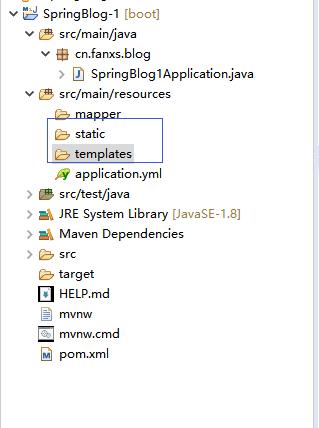 SpringBlog-1 [boot]
src/main/java
cn.fanxs.blog
SpringBlog1Application.java
src/main/resources
mapper
static
templates
application.yml
src/test/java
JRE System Library [JavaSE-1.8]
Maven Dependencies
src
target
HELP.md
mvnw
mvnw.cmd
pom.xml